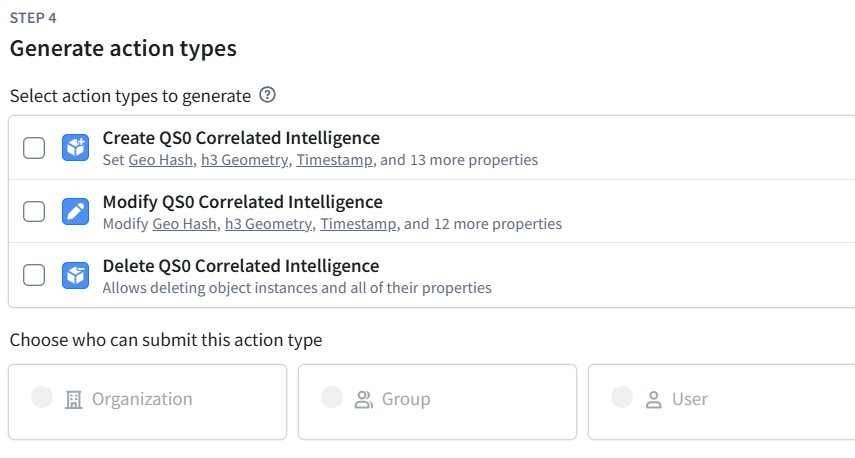 STEP 4
Generate action types
Select action types to generate
Create QS0 Correlated Intelligence
Set Geo Hash, h3 Geometry, Timestamp, and 13 more properties
Modify QS0 Correlated Intelligence
Modify Geo Hash, h3 Geometry, Timestamp, and 12 more properties
Delete QS0 Correlated Intelligence
Allows deleting object instances and all of their properties
Choose who can submit this action type
Organization
Group
User